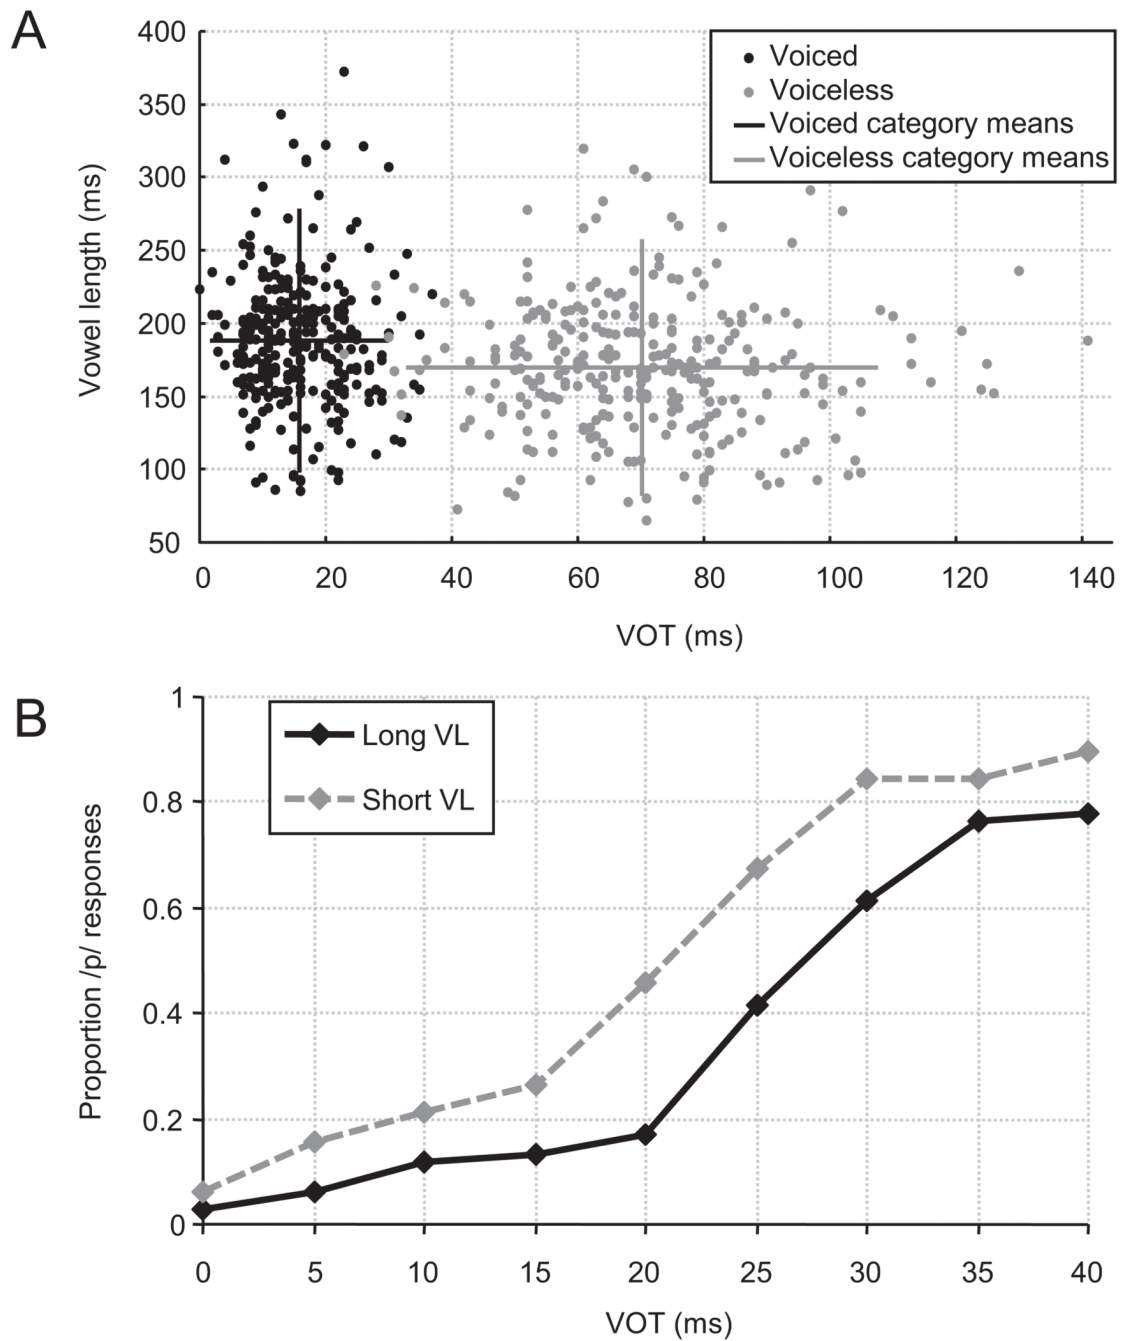 A
400
350
300
250
200
150
100
50
Vowel length (ms)
Voiced
Voiceless
Voiced category means
Voiceless category means
0 20 40 60 80 100 120 140
VOT (ms)
B
1
0.8
0.6
0.4
0.2
0
Proportion /p/ responses
Long VL
Short VL
0 5 10 15 20 25 30 35 40
VOT (ms)